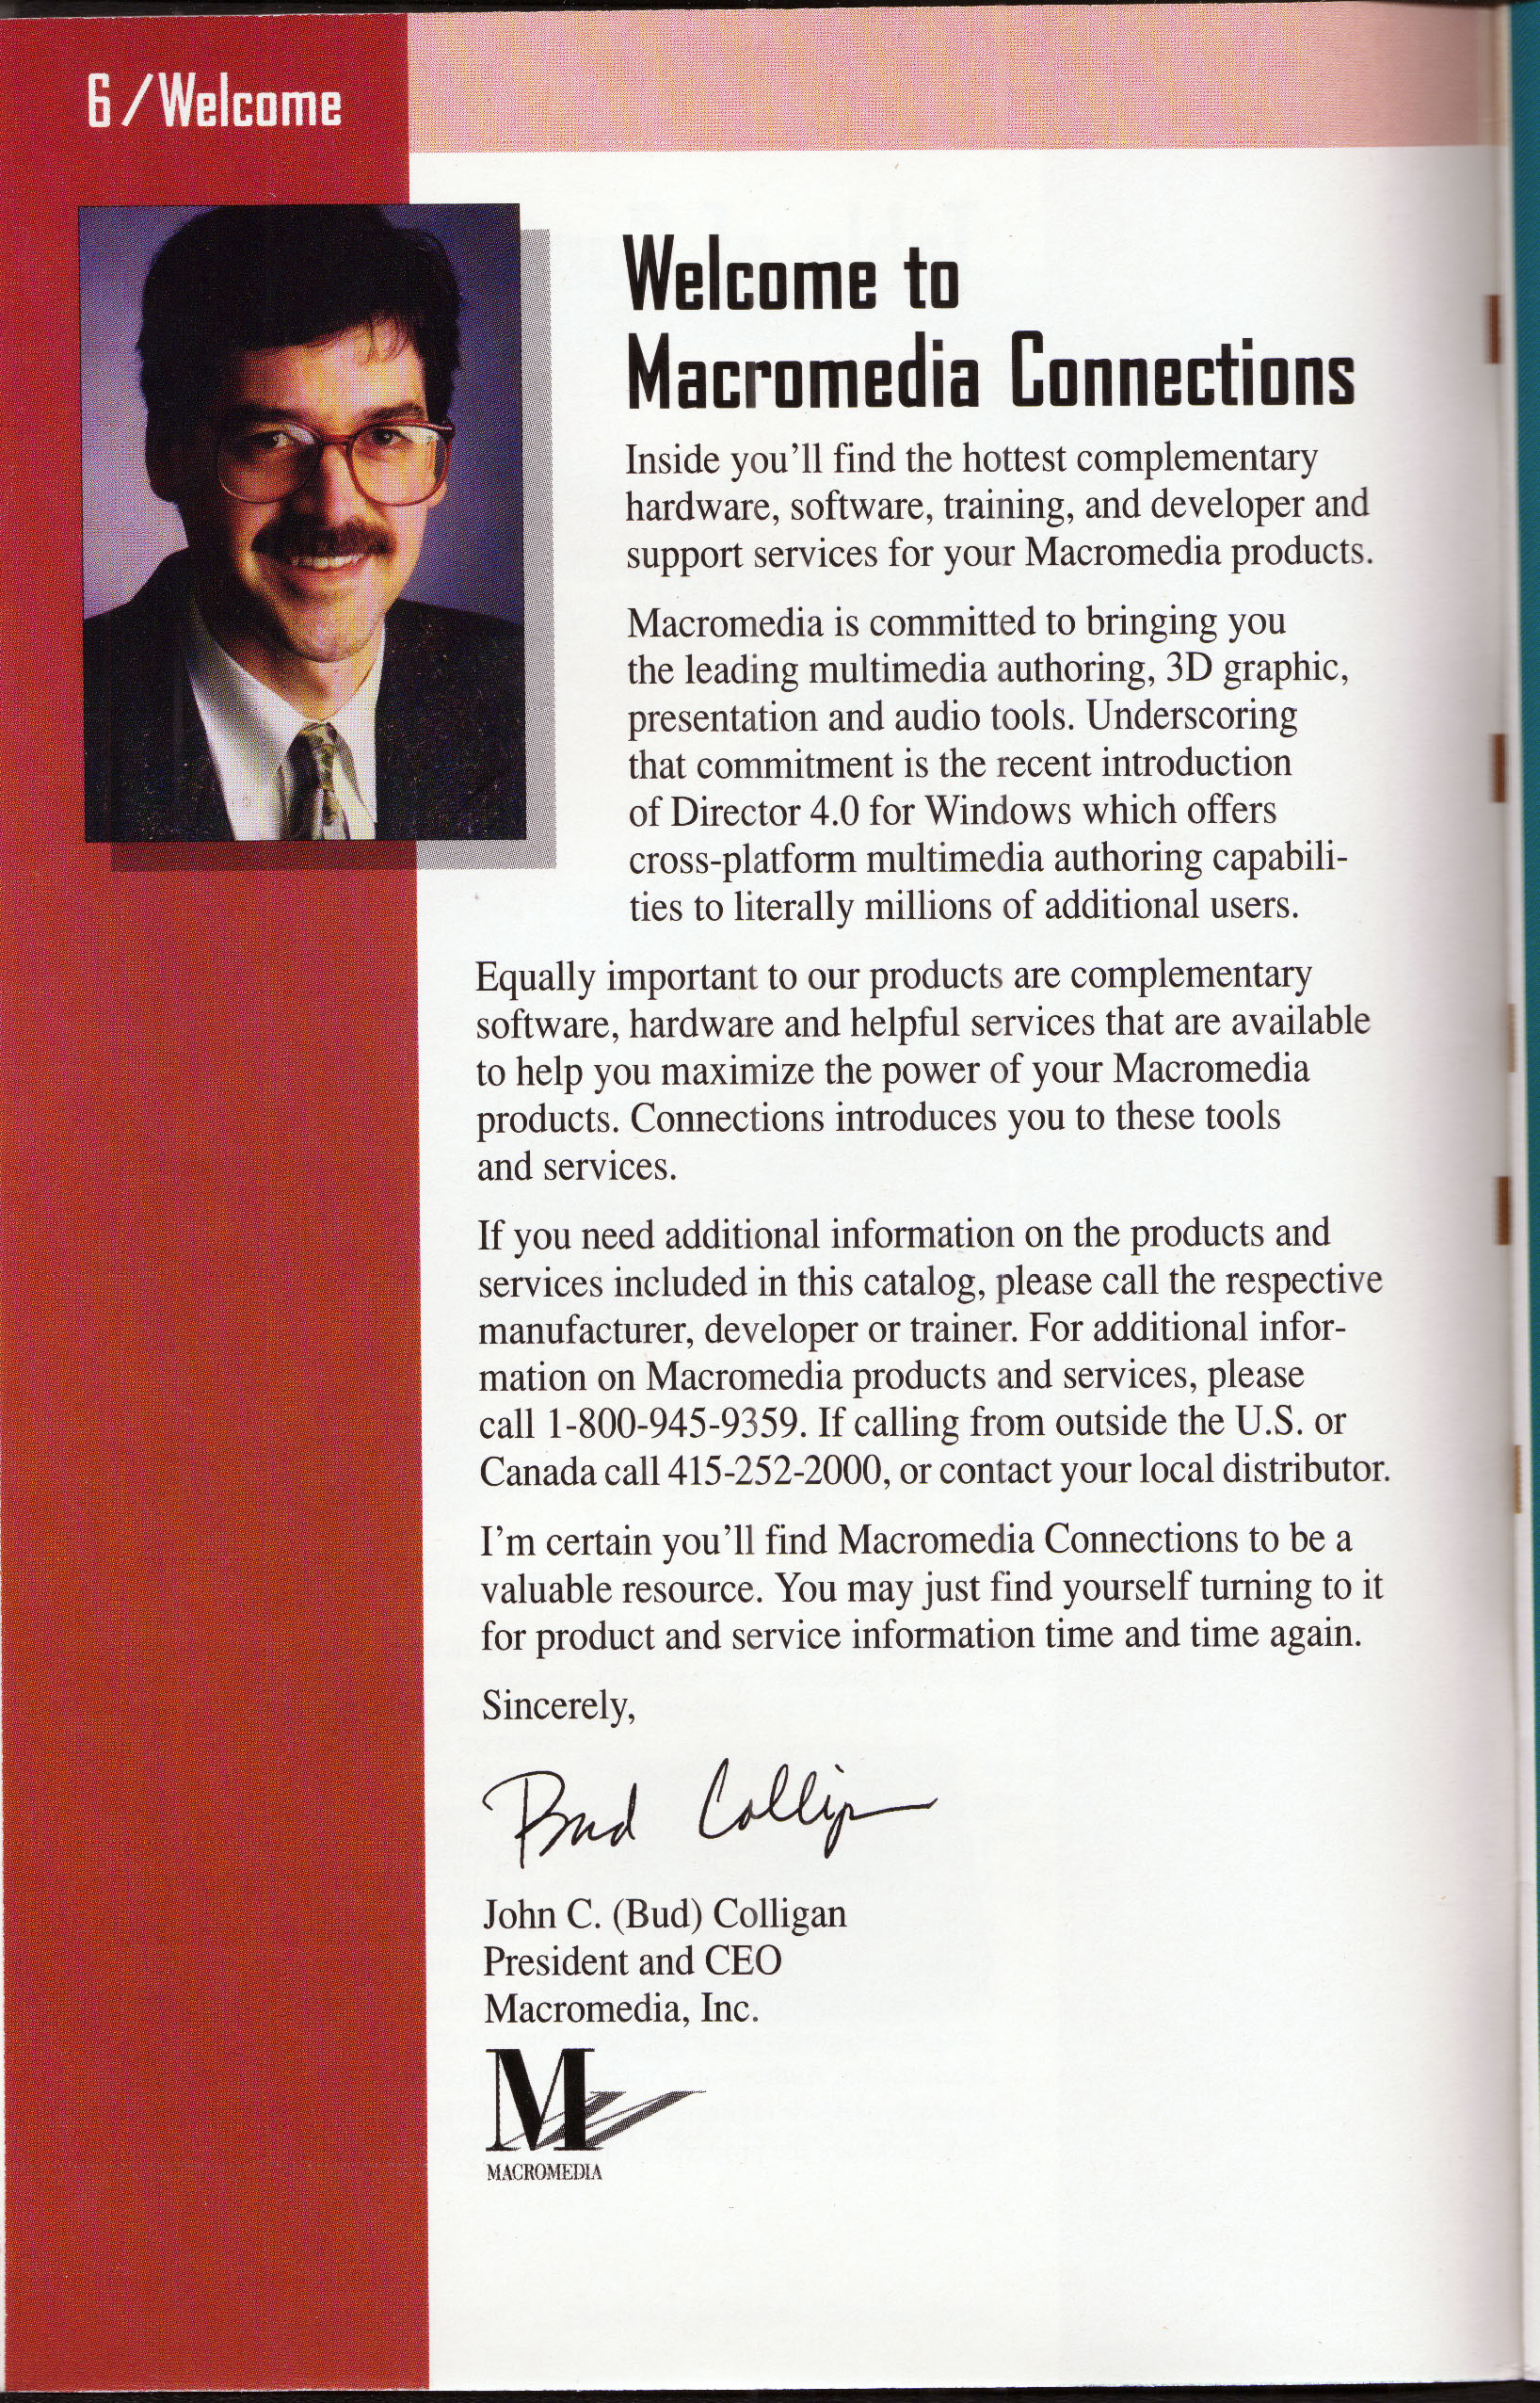 6/Welcome
Welcome to
Macromedia Connections
Inside you'll find the hottest complementary
hardware, software, training, and developer and
support services for your Macromedia products.
Macromedia is committed to bringing you
the leading multimedia authoring, 3D graphic,
presentation and audio tools. Underscoring
that commitment is the recent introduction
of Director 4.0 for Windows which offers
cross-platform multimedia authoring capabili-
ties to literally millions of additional users.
Equally important to our products are complementary
software, hardware and helpful services that are available
to help you maximize the power of your Macromedia
products. Connections introduces you to these tools
and services.
If you need additional information on the products and
services included in this catalog, please call the respective
manufacturer, developer or trainer. For additional infor-
mation on Macromedia products and services, please
call 1-800-945-9359. If calling from outside the U.S. or
Canada call 415-252-2000, or contact your local distributor.
I'm certain you'll find Macromedia Connections to be a
valuable resource. You may just find yourself turning to it
for product and service information time and time again.
Sincerely,
Bud Colligan
John C. (Bud) Colligan
President and CEO
Macromedia, Inc.
M
MACROMEDIA